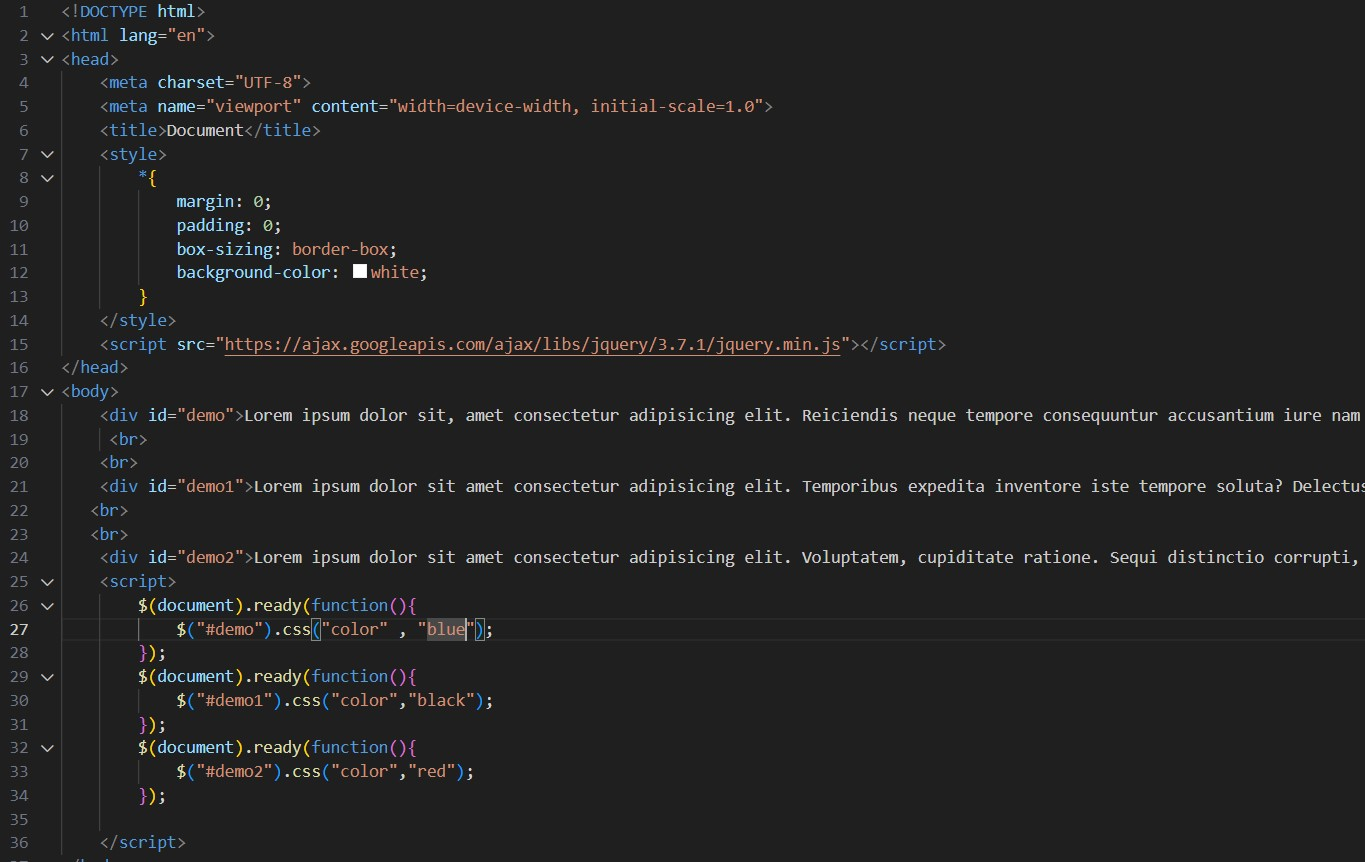 1 <!DOCTYPE html>
2 <html lang="en">
3 <head>
4 <meta charset="UTF-8">
5 <meta name="viewport" content="width=device-width, initial-scale=1.0">
6 <title>Document</title>
7 <style>
8 *{
9 margin: 0;
10 padding: 0;
11 box-sizing: border-box;
12 background-color: white;
13 }
14 </style>
15 <script src="https://ajax.googleapis.com/ajax/libs/jquery/3.7.1/jquery.min.js"></script>
16 </head>
17 <body>
18 <div id="demo">Lorem ipsum dolor sit, amet consectetur adipisicing elit. Reiciendis neque tempore consequuntur accusantium iure nam
19 <br>
20 <br>
21 <div id="demo1">Lorem ipsum dolor sit amet consectetur adipisicing elit. Temporibus expedita inventore iste tempore soluta? Delectus
22 <br>
23 <br>
24 <div id="demo2">Lorem ipsum dolor sit amet consectetur adipisicing elit. Voluptatem, cupiditate ratione. Sequi distinctio corrupti,
25 <script>
26 $(document).ready(function(){
27 $("#demo").css("color" , "blue");
28 });
29 $(document).ready(function(){
30 $("#demo1").css("color","black");
31 });
32 $(document).ready(function(){
33 $("#demo2").css("color","red");
34 });
35
36 </script>